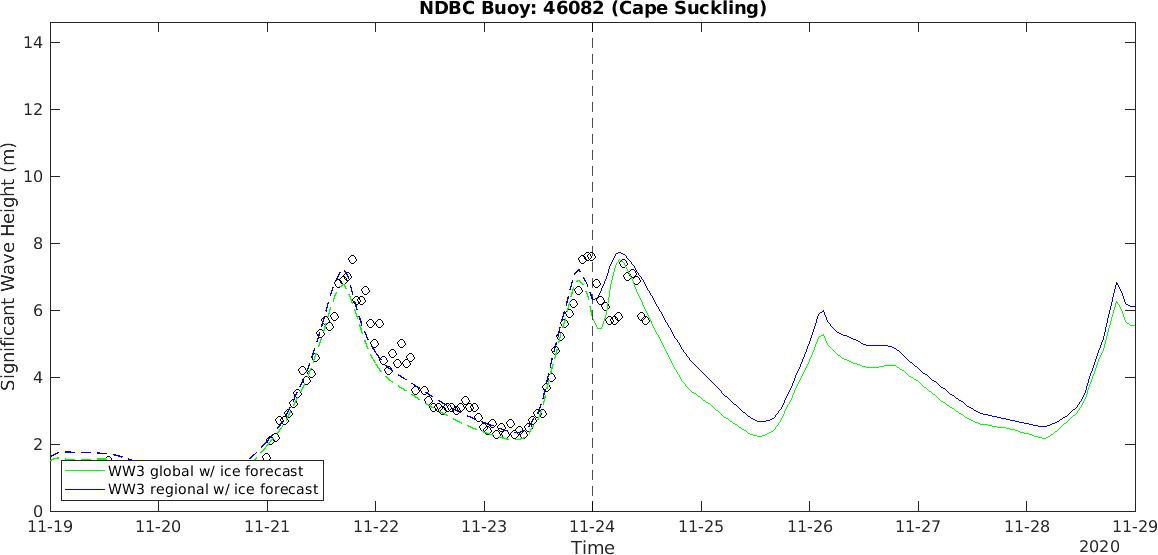 NDBC Buoy: 46082 (Cape Suckling)
Significant Wave Height (m)
14
12
10
8
6
4
2
0
WW3 global w/ ice forecast
WW3 regional w/ ice forecast
11-19 11-20 11-21 11-22 11-23 11-24 11-25 11-26 11-27 11-28 11-29
Time
2020